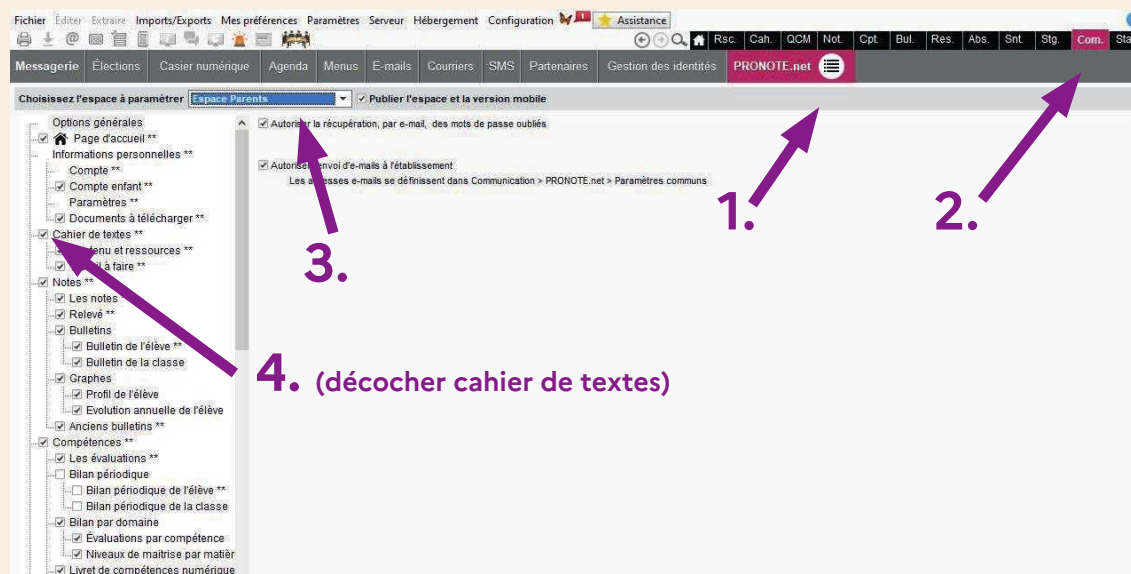 Fichier Éditer Extraire Imports/Exports Mes préférences Paramètres Serveur Hébergement Configuration 1 Assistance
Rsc. Cah. QCM Not. Cpt. Bul. Res. Abs. Snt. Stg. Com. Sta
Messagerie Élections Casier numérique Agenda Menus E-mails Courriers SMS Partenaires Gestion des identités PRONOTE.net
Choisissez l'espace à paramétrer Espace Parents Publier l'espace et la version mobile
Options générales
Page d'accueil **
Informations personnelles **
Compte **
Compte enfant **
Paramètres **
Documents à télécharger **
Cahier de textes **
enu et ressources **
à faire **
Notes **
Les notes
Relevé **
Bulletins
Bulletin de l'élève **
Bulletin de la classe
Graphes
Profil de l'élève
Evolution annuelle de l'élève
Anciens bulletins **
Compétences **
Les évaluations **
Bilan périodique
Bilan périodique de l'élève **
Bilan périodique de la classe
Bilan par domaine
Évaluations par compétence
Niveaux de maitrise par matièr
Livret de compétences numérique
Autoriser la récupération, par e-mail, des mots de passe oubliés
Autoriser envoi d'e-mails à l'établissement
Les adresses e-mails se définissent dans Communication > PRONOTE.net > Paramètres communs
1.
2.
3.
4. (décocher cahier de textes)